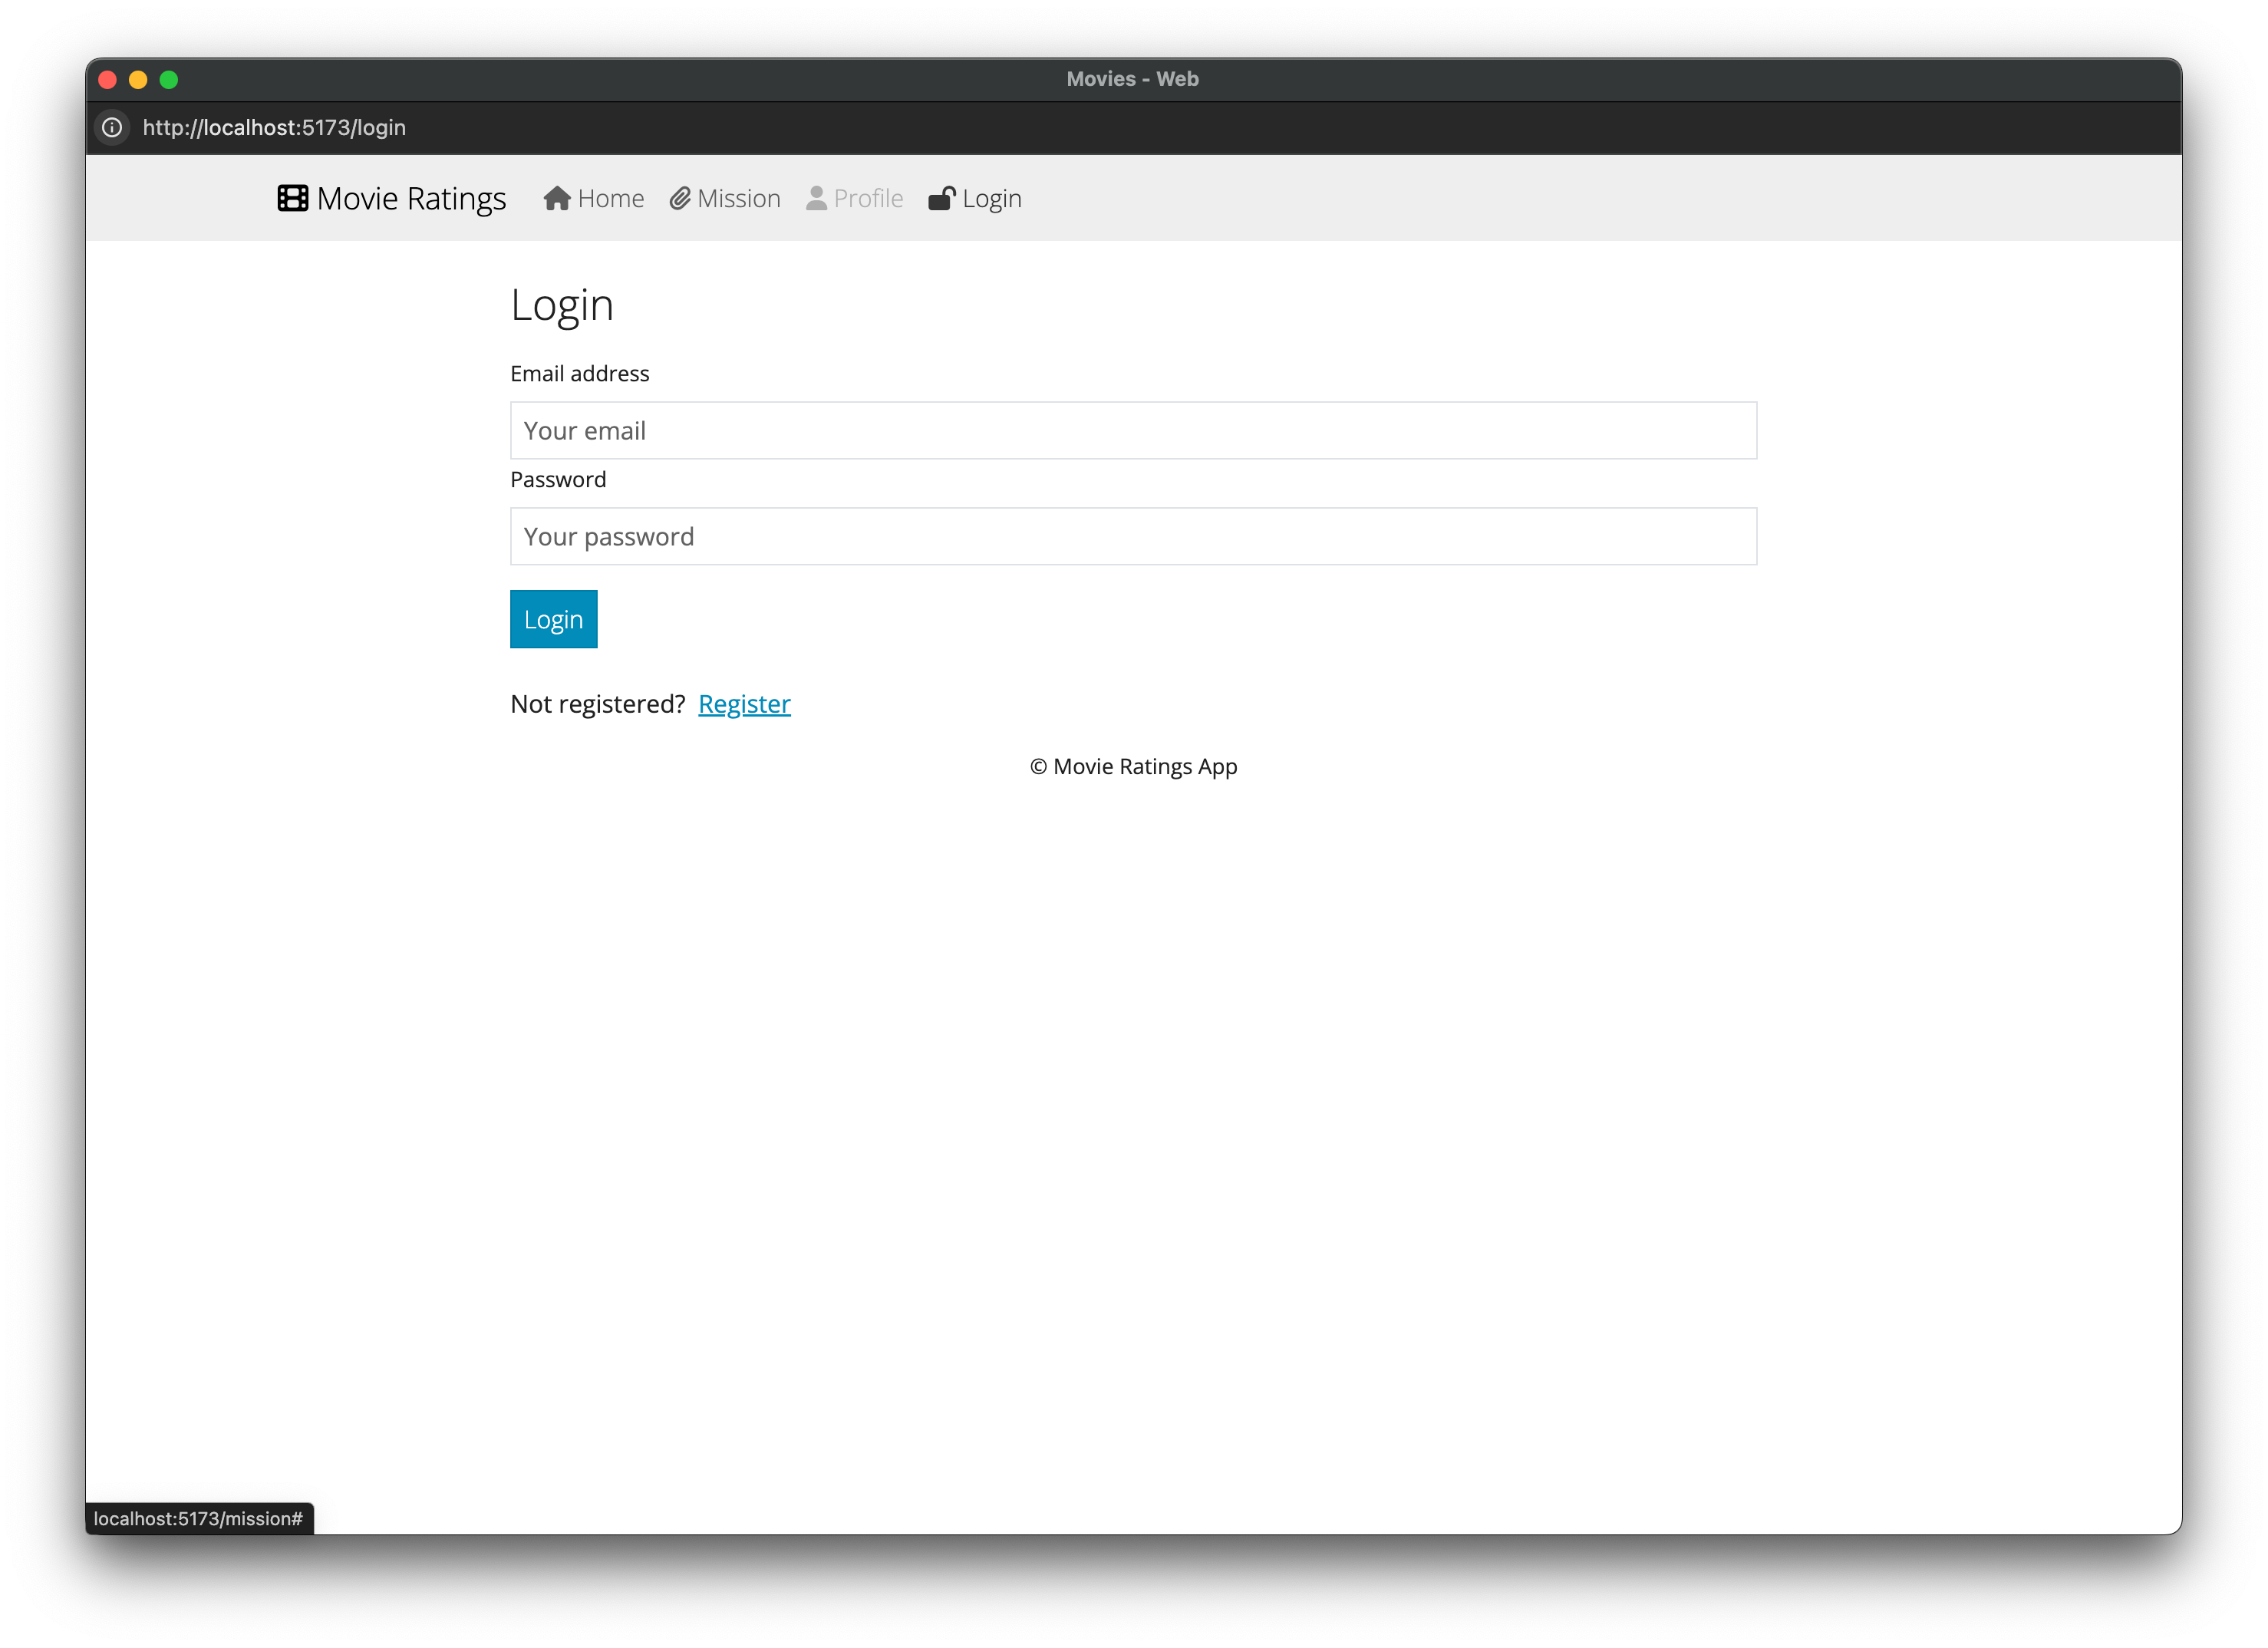 Movies - Web
http://localhost:5173/login
Movie Ratings Home Mission Profile Login
Login
Email address
Your email
Password
Your password
Login
Not registered? Register
© Movie Ratings App
localhost:5173/mission#